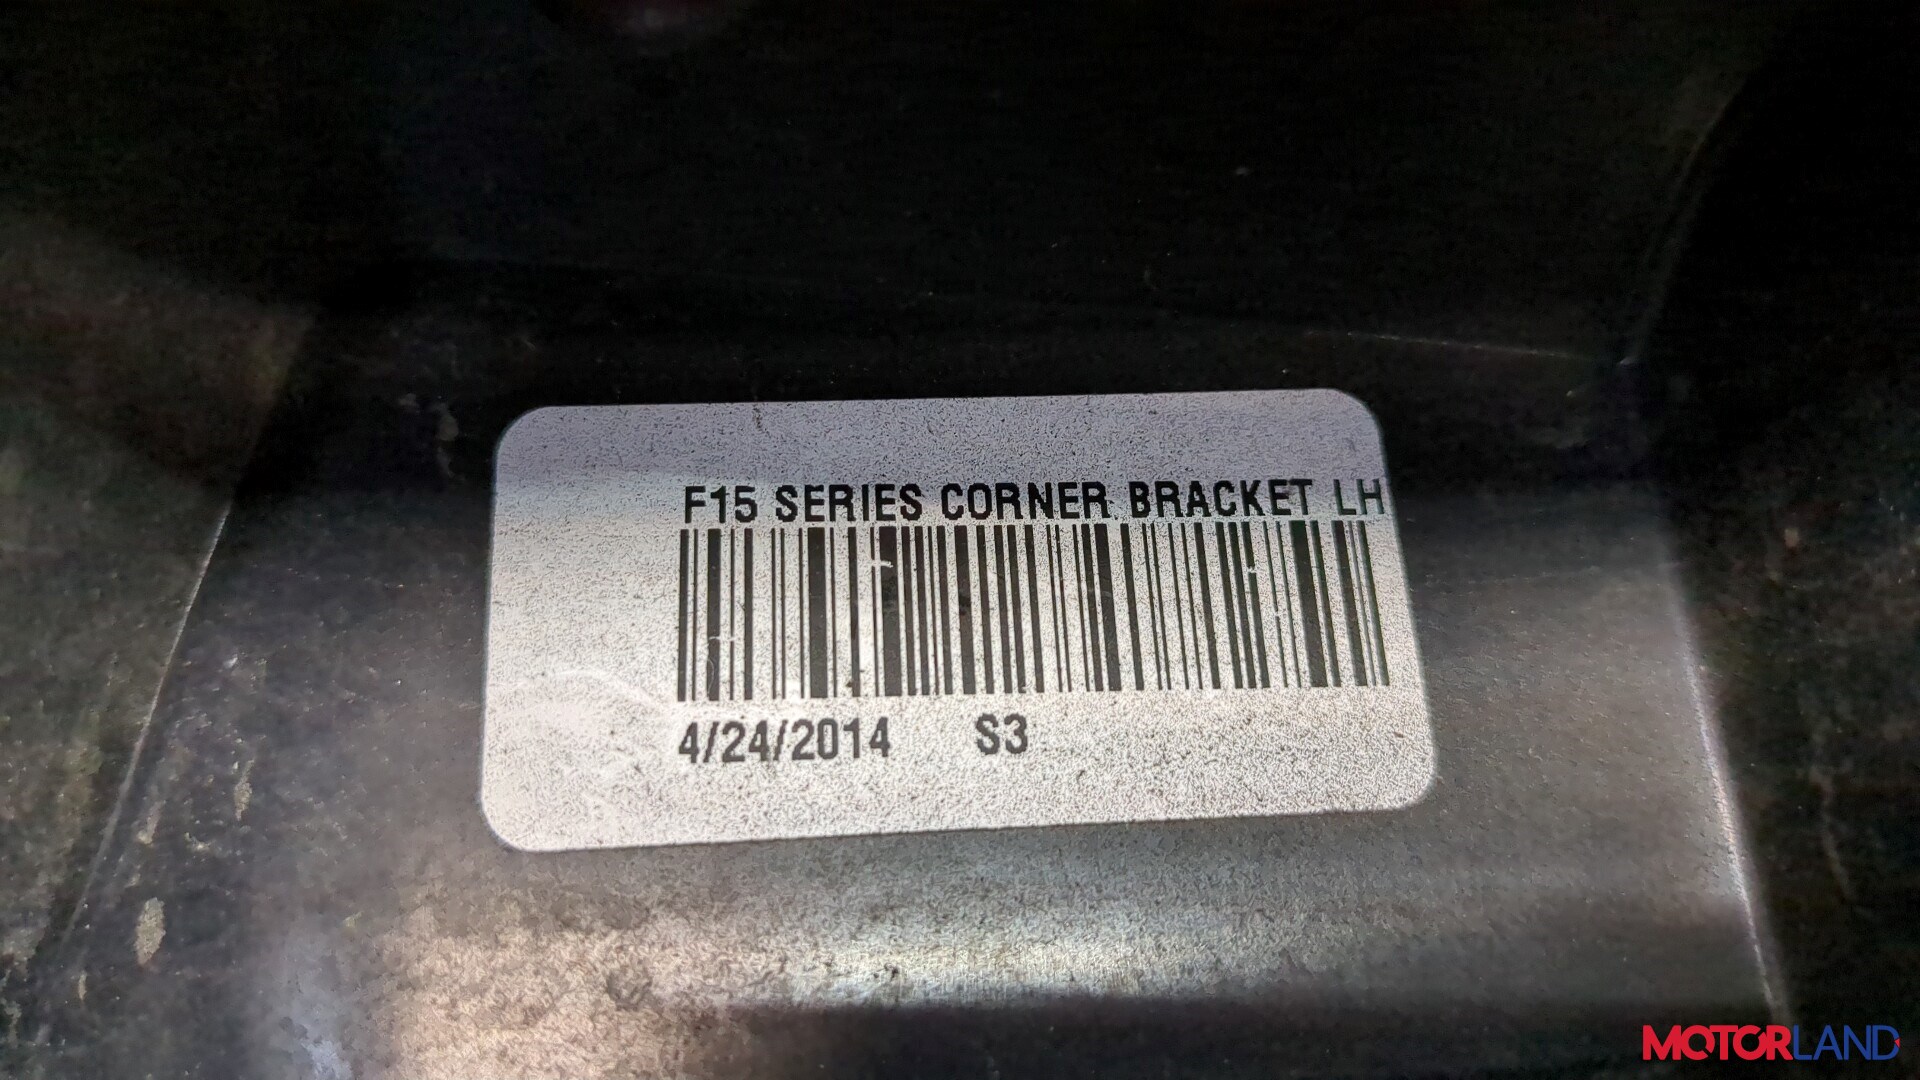 F15 SERIES CORNER BRACKET LH
4/24/2014 S3
MOTORLAND